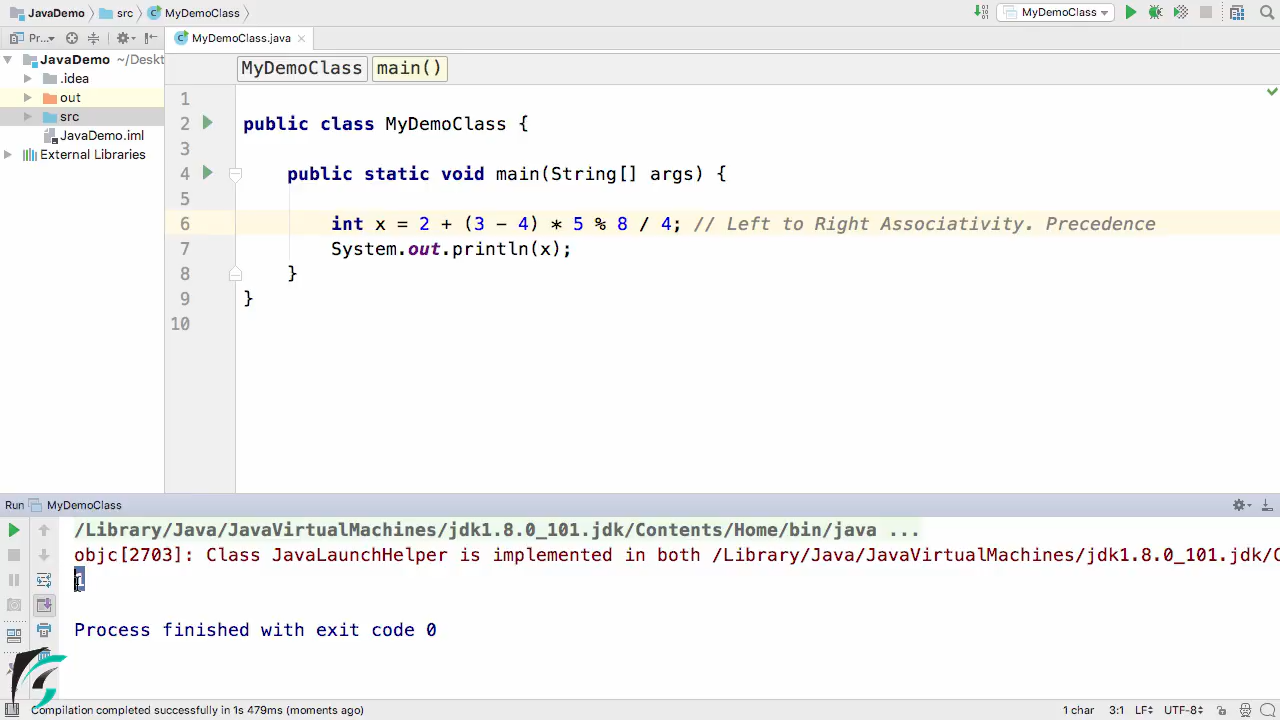 JavaDemo src MyDemoClass MyDemoClass
Pr... MyDemoClass.java
JavaDemo ~/Deskt MyDemoClass main()
.idea
out
src
JavaDemo.iml
External Libraries
1
2 public class MyDemoClass {
3
4 public static void main(String[] args) {
5
6 int x = 2 + (3 - 4) * 5 % 8 / 4; // Left to Right Associativity. Precedence
7 System.out.println(x);
8 }
9 }
10
Run MyDemoClass
/Library/Java/JavaVirtualMachines/jdk1.8.0_101.jdk/Contents/Home/bin/java ...
objc[2703]: Class JavaLaunchHelper is implemented in both /Library/Java/JavaVirtualMachines/jdk1.8.0_101.jdk/C
Process finished with exit code 0
Compilation completed successfully in 1s 479ms (moments ago) 1 char 3:1 LF UTF-8